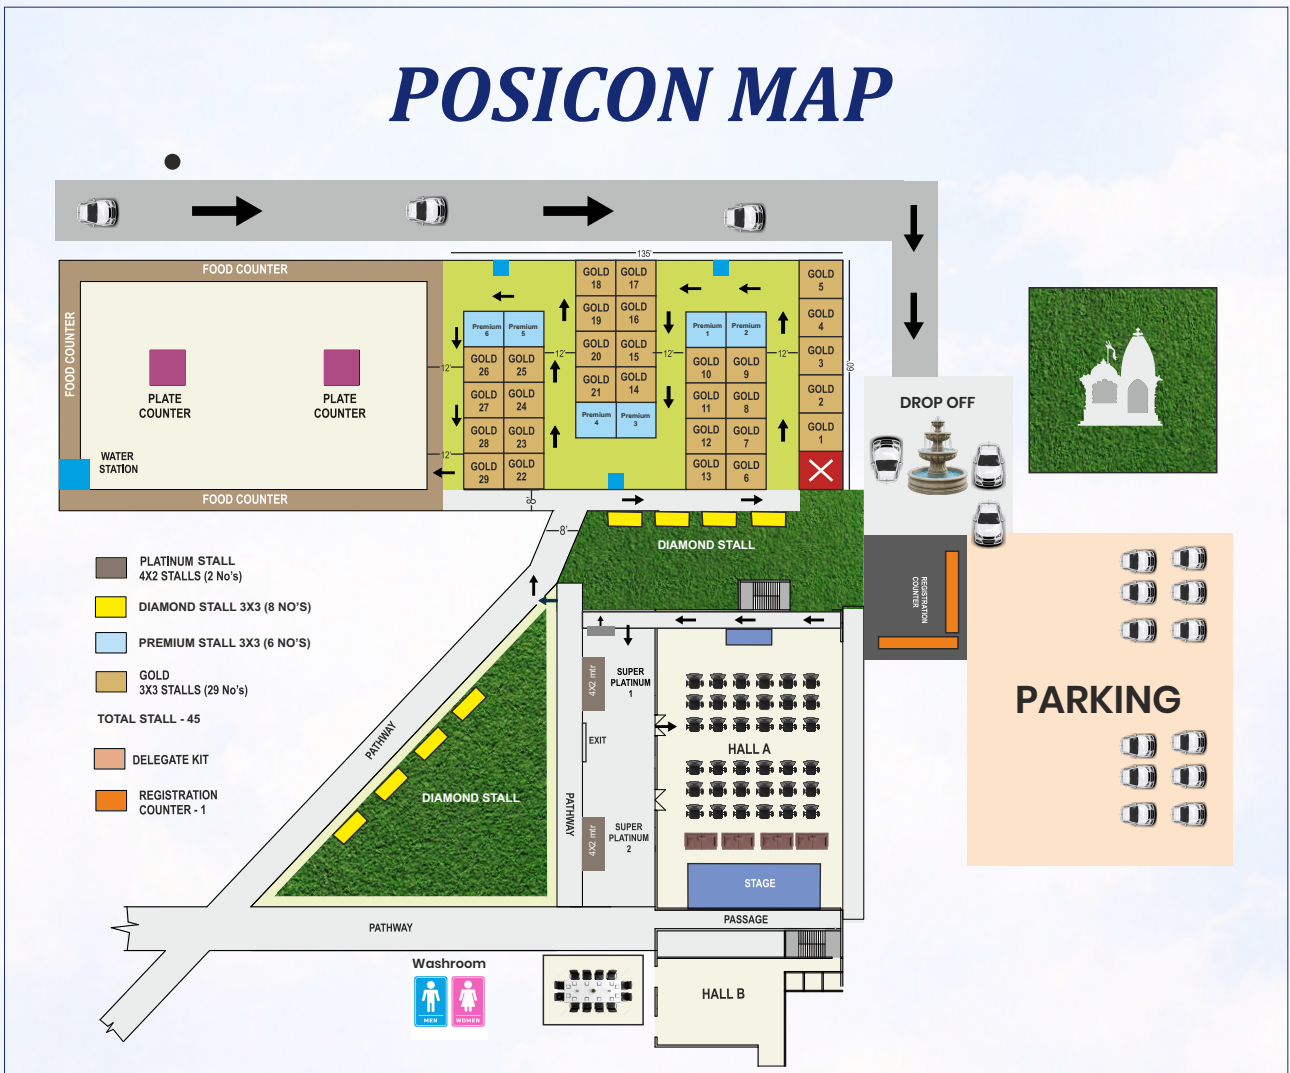 POSICON MAP
135'
FOOD COUNTER
FOOD COUNTER
FOOD COUNTER
PLATE
COUNTER
PLATE
COUNTER
WATER
STATION
12'
12'
12'
12'
12'
60'
8'
8'
Premium
6
Premium
5
GOLD
26
GOLD
25
GOLD
27
GOLD
24
GOLD
28
GOLD
23
GOLD
29
GOLD
22
GOLD
18
GOLD
17
GOLD
19
GOLD
16
GOLD
20
GOLD
15
GOLD
21
GOLD
14
Premium
4
Premium
3
Premium
1
Premium
2
GOLD
10
GOLD
9
GOLD
11
GOLD
8
GOLD
12
GOLD
7
GOLD
13
GOLD
6
GOLD
5
GOLD
4
GOLD
3
GOLD
2
GOLD
1
DROP OFF
DIAMOND STALL
REGISTRATION
COUNTER
PARKING
PLATINUM STALL
4X2 STALLS (2 No's)
DIAMOND STALL 3X3 (8 NO'S)
PREMIUM STALL 3X3 (6 NO'S)
GOLD
3X3 STALLS (29 No's)
TOTAL STALL - 45
DELEGATE KIT
REGISTRATION
COUNTER - 1
PATHWAY
DIAMOND STALL
PATHWAY
4X2 mtr
SUPER
PLATINUM
1
EXIT
4X2 mtr
SUPER
PLATINUM
2
HALL A
STAGE
PASSAGE
PATHWAY
Washroom
MEN
WOMEN
HALL B